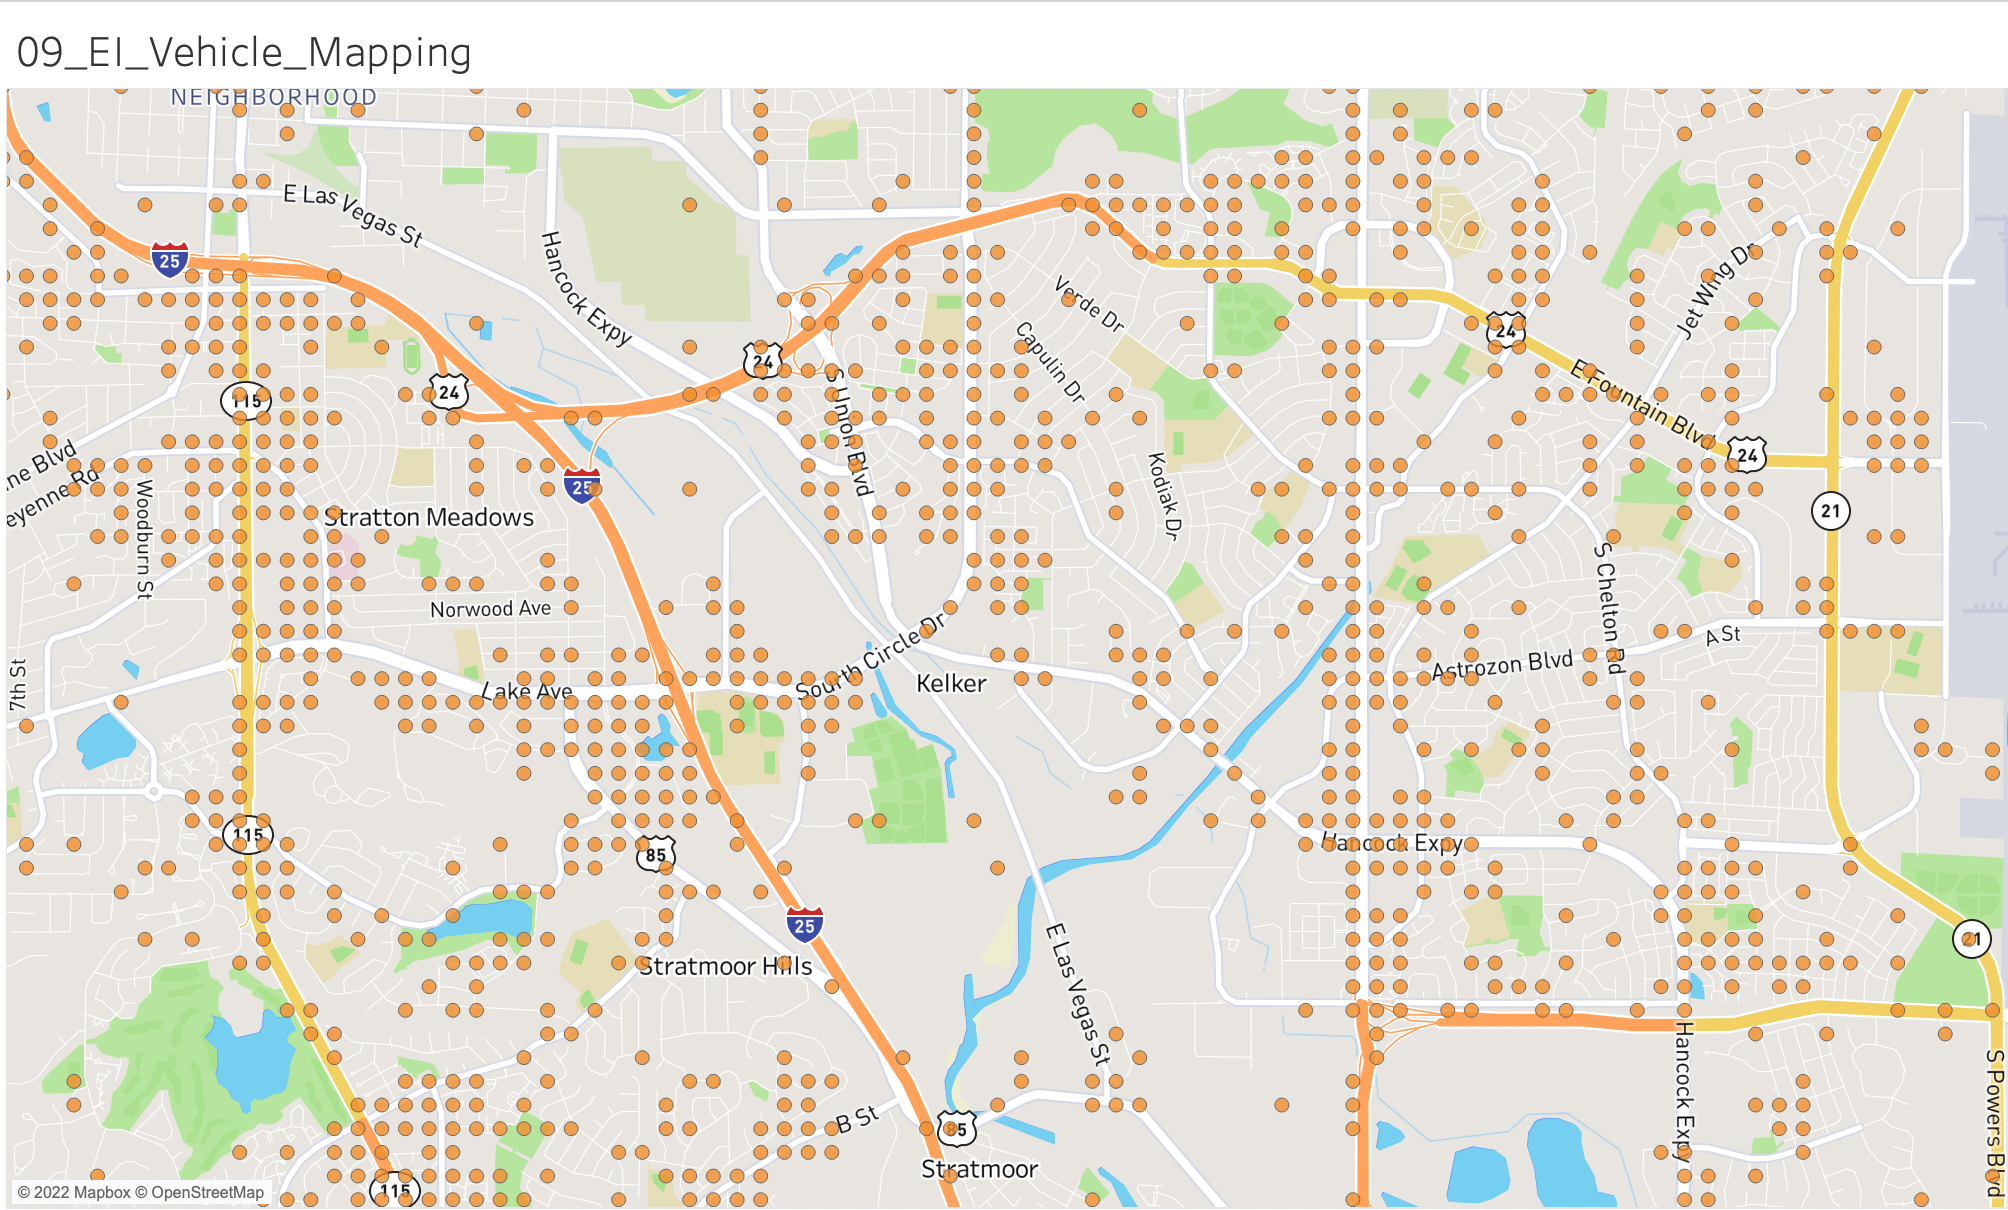 09_EI_Vehicle_Mapping
NEIGHBORHOOD
E Las Vegas St
25
Hancock Expy
Verde Dr
Jet Wing Dr
Capulin Dr
24
24
24
E Fountain Blvd
115
S Union Blvd
24
25
Kodiak Dr
Woodburn St
Stratton Meadows
21
S Chelton Rd
Norwood Ave
A St
7th St
Lake Ave
South Circle Dr
Kelker
Astrozon Blvd
115
85
Hancock Expy
25
E Las Vegas St
21
Stratmoor Hills
Hancock Expy
S Powers Blvd
B St
85
Stratmoor
115
© 2022 Mapbox © OpenStreetMap